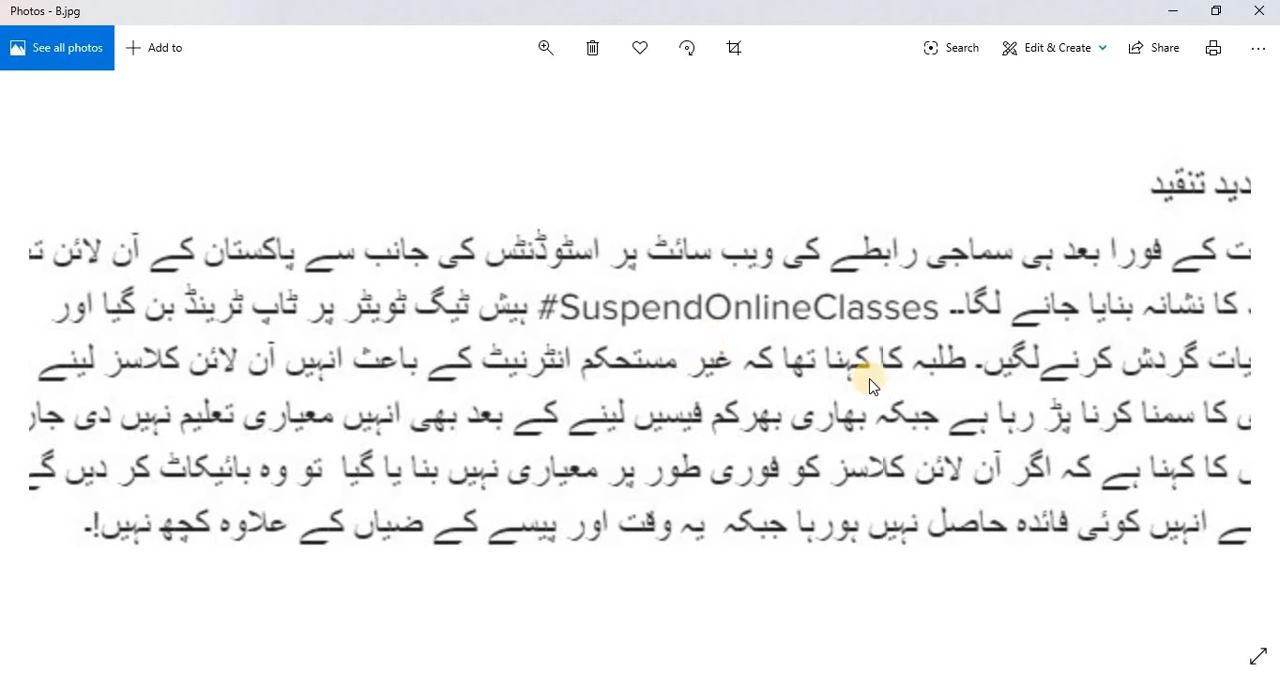 Photos - B.jpg
See all photos
Add to
Search
Edit & Create
Share
تنقید
کے فورا بعد ہی سماجی رابطے کی ویب سائٹ پر اسٹوڈنٹس کی جانب سے پاکستان کے آن لائن
کا نشانہ بنایا جانے لگا.. SuspendOnlineClasses# ہیش ٹیگ ٹویٹر پر ٹاپ ٹرینڈ بن گیا اور
گردش کرنےلگیں۔ طلبہ کا کہنا تھا کہ غیر مستحکم انٹرنیٹ کے باعث انہیں آن لائن کلاسز لینے
کا سمنا کرنا پڑ رہا ہے جبکہ بھاری بھرکم فیسیں لینے کے بعد بھی انہیں معیاری تعلیم نہیں دی
کا کہنا ہے کہ اگر آن لائن کلاسز کو فوری طور پر معیاری نہیں بنا یا گیا تو وہ بائیکاٹ کر دیں
انہیں کوئی فائدہ حاصل نہیں ہورہا جبکہ یہ وقت اور پیسے کے ضیاں کے علاوہ کچھ نہیں!۔